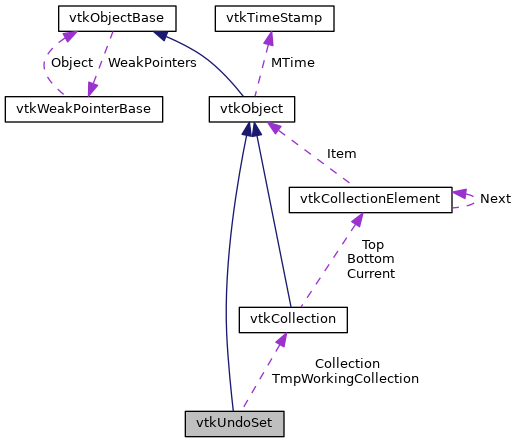 vtkObjectBase
vtkTimeStamp
Object
WeakPointers
MTime
vtkWeakPointerBase
vtkObject
Item
vtkCollectionElement
Next
Top
Bottom
Current
vtkCollection
Collection
TmpWorkingCollection
vtkUndoSet